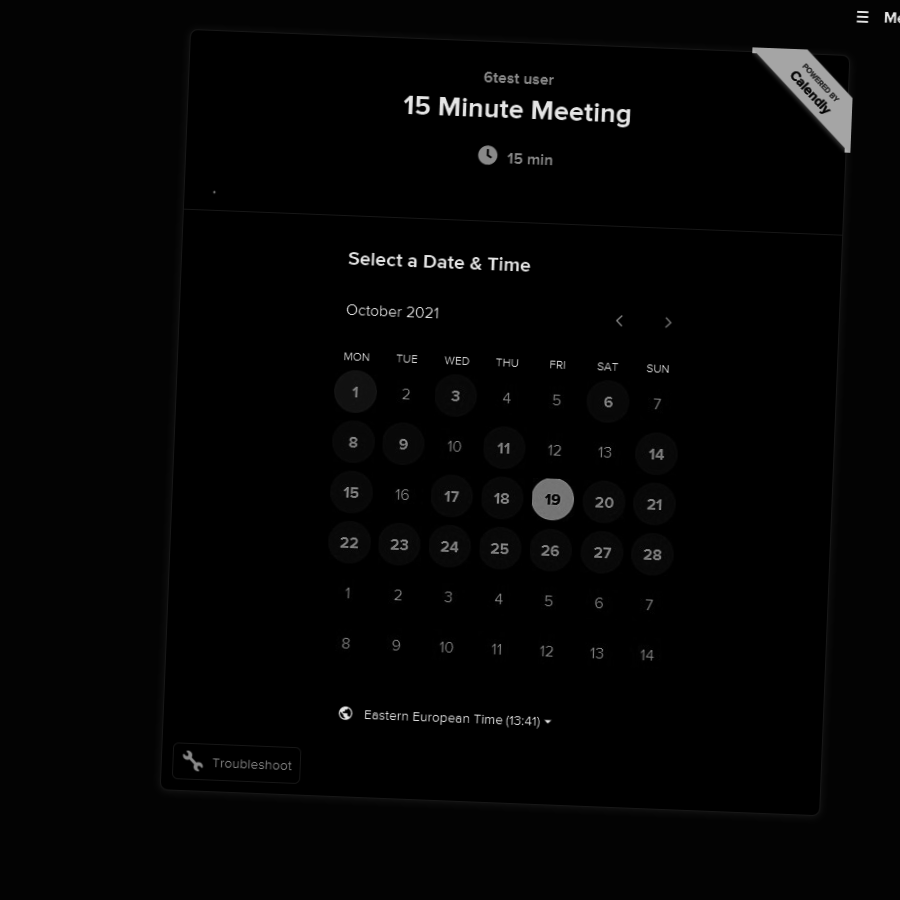 ☰ Me
POWERED BY
Calendly
6test user
15 Minute Meeting
15 min
.
Select a Date & Time
October 2021
MON TUE WED THU FRI SAT SUN
1 2 3 4 5 6 7
8 9 10 11 12 13 14
15 16 17 18 19 20 21
22 23 24 25 26 27 28
1 2 3 4 5 6 7
8 9 10 11 12 13 14
Eastern European Time (13:41)
Troubleshoot